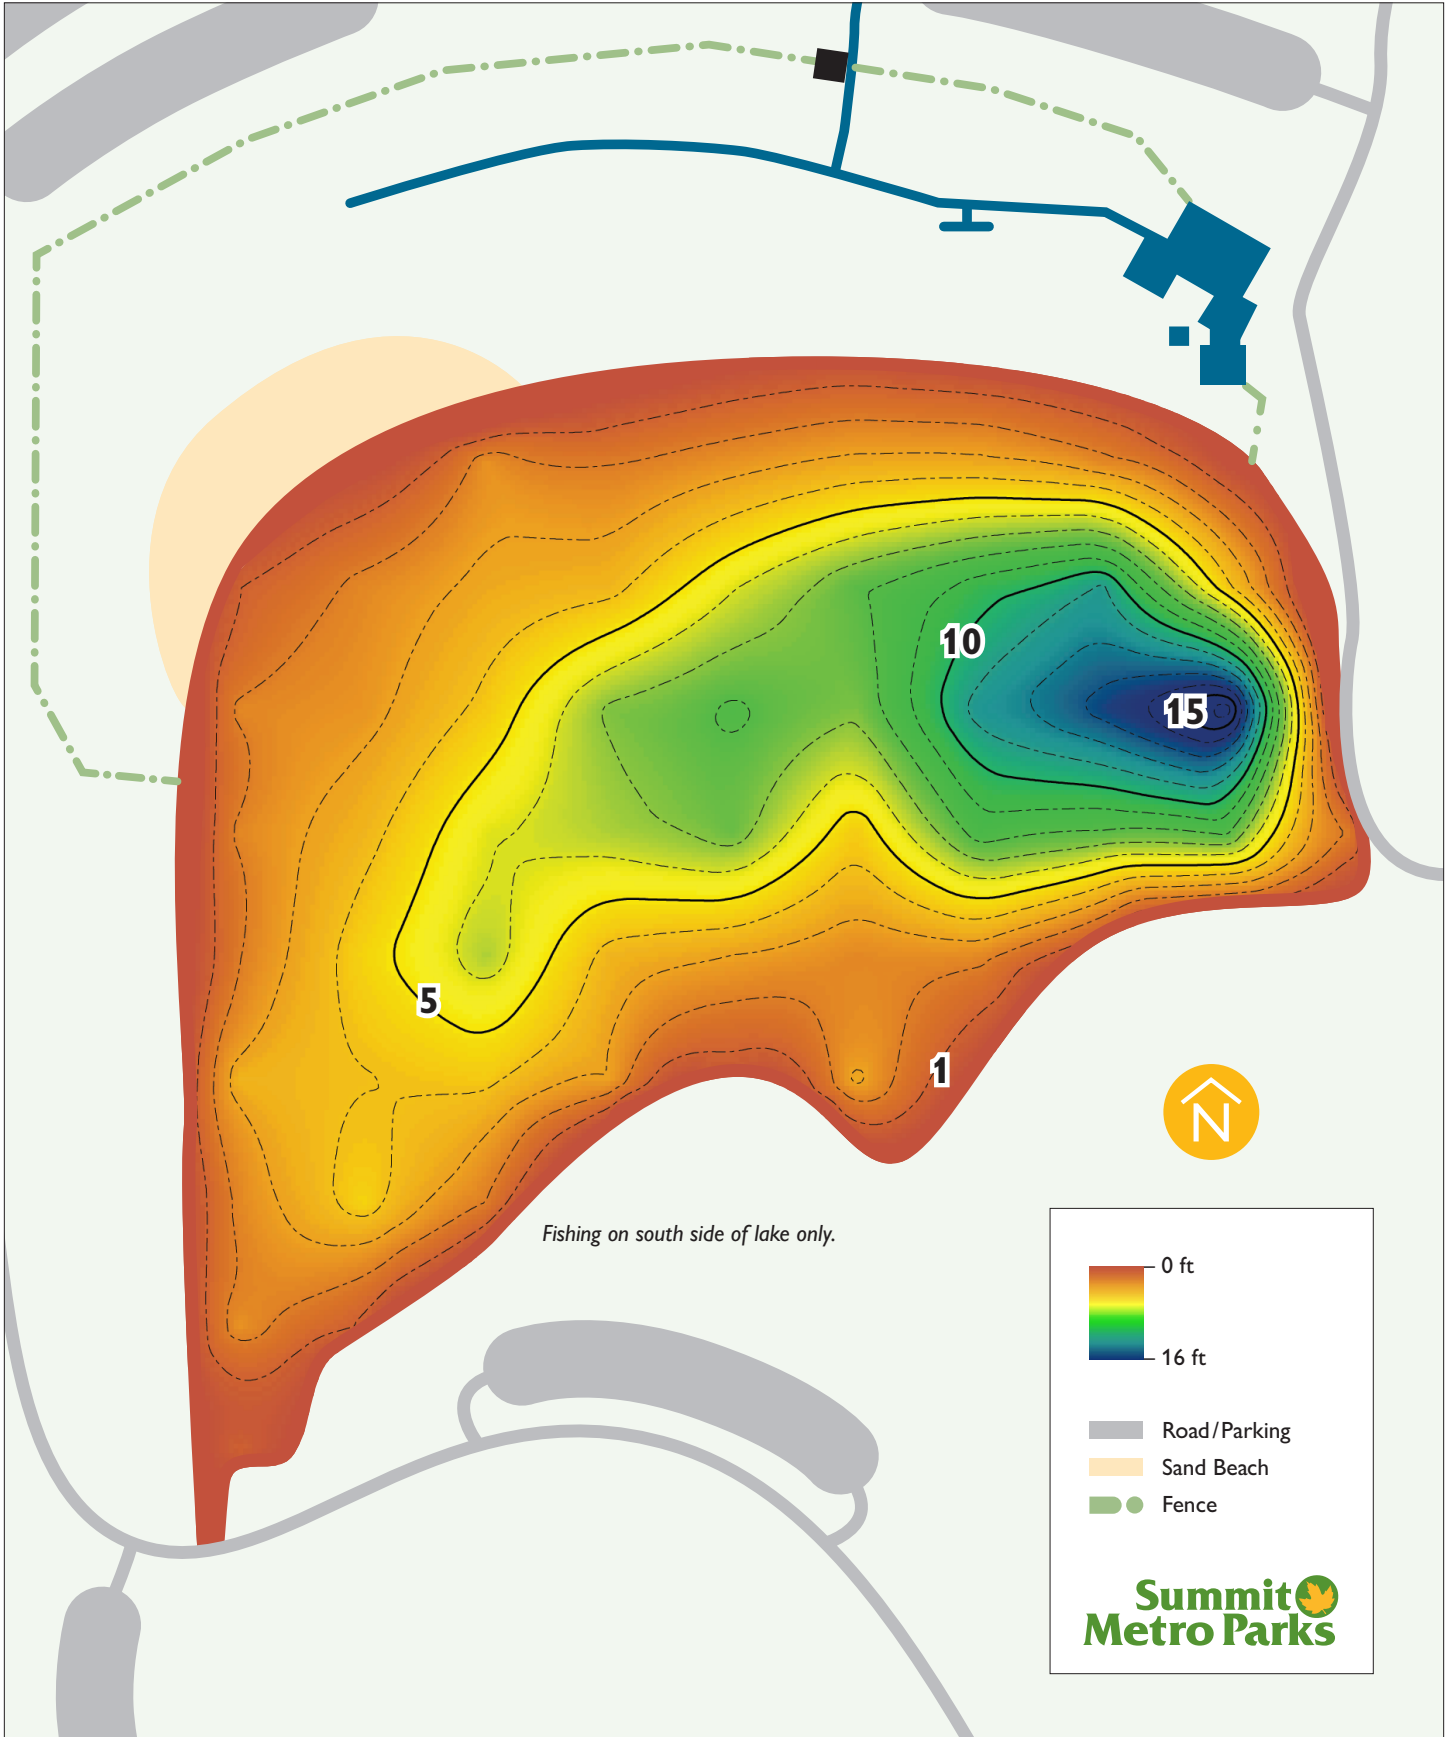 10
15
5
1
N
Fishing on south side of lake only.
0 ft
16 ft
Road/Parking
Sand Beach
Fence
Summit
Metro Parks